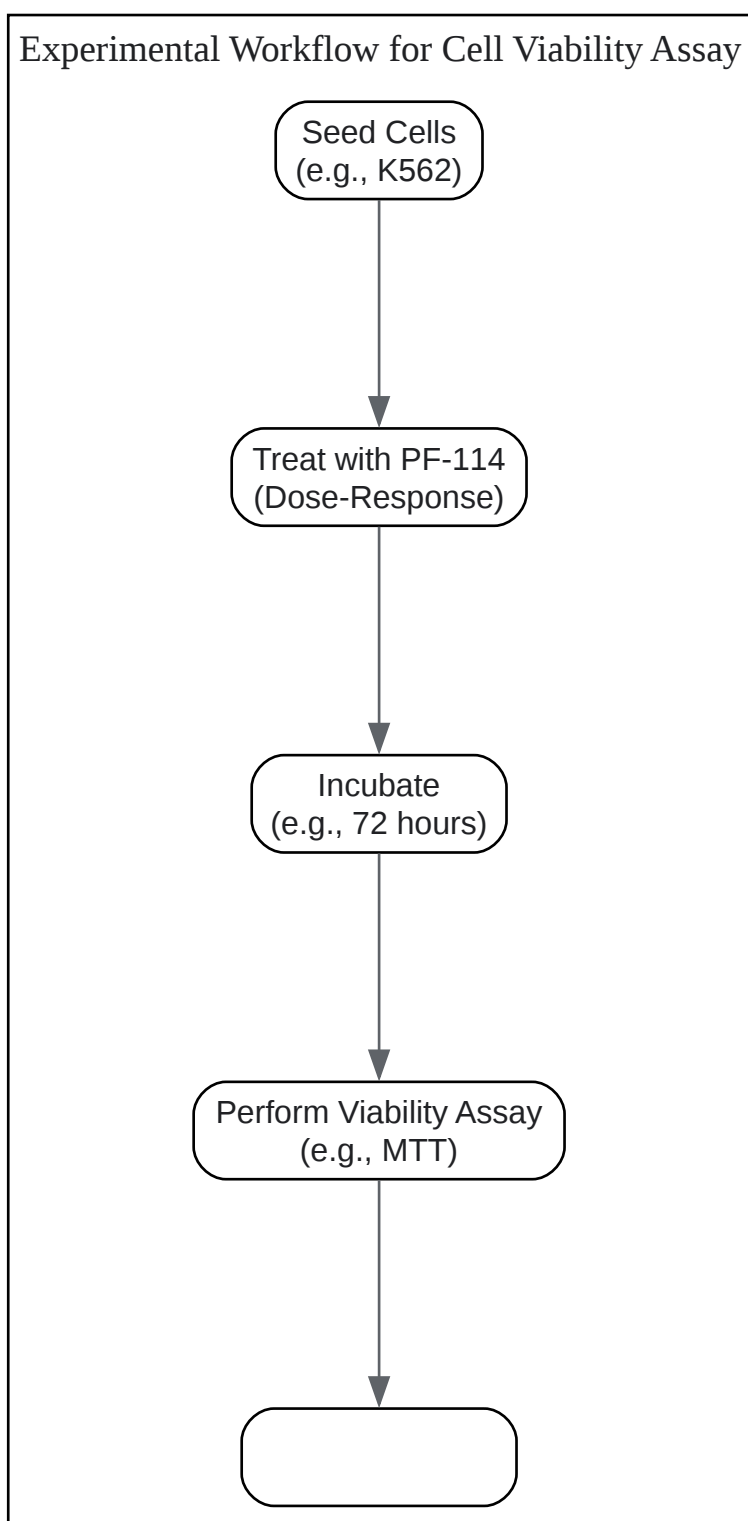 Experimental Workflow for Cell Viability Assay
Seed Cells
(e.g., K562)
Treat with PF-114
(Dose-Response)
Incubate
(e.g., 72 hours)
Perform Viability Assay
(e.g., MTT)